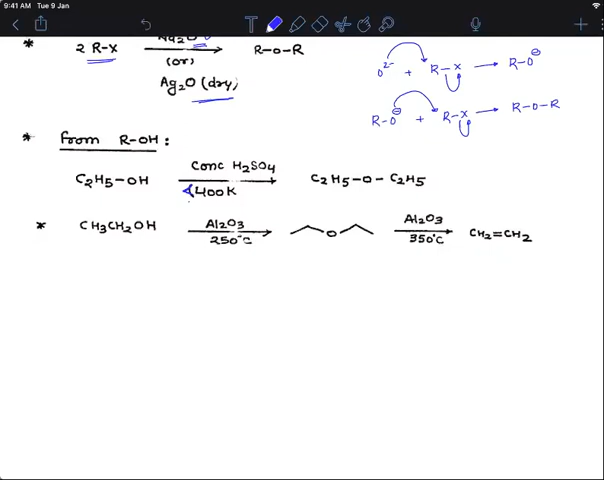 9:41 AM Tue 9 Jan
* 2 R-X Na₂O R-O-R
(or)
Ag₂O (dry)
O²⁻ + R-X → R-O⊖
R-O⊖ + R-X → R-O-R
* from R-OH:
C₂H₅-OH Conc H₂SO₄ C₂H₅-O-C₂H₅
<400K
* CH₃CH₂OH Al₂O₃ O Al₂O₃ CH₂=CH₂
250°C 350°C